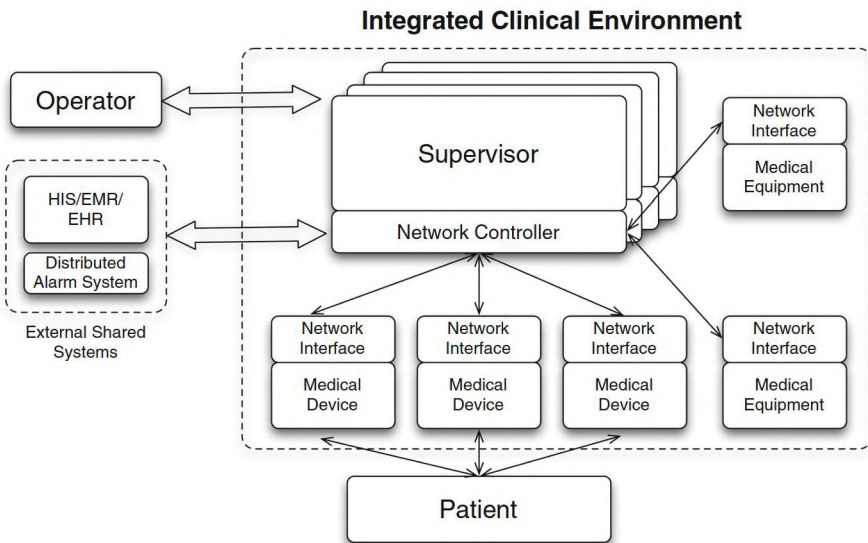 Integrated Clinical Environment
Operator
HIS/EMR/
EHR
Distributed
Alarm System
External Shared
Systems
Supervisor
Network Controller
Network
Interface
Medical
Equipment
Network
Interface
Medical
Device
Network
Interface
Medical
Device
Network
Interface
Medical
Device
Network
Interface
Medical
Equipment
Patient